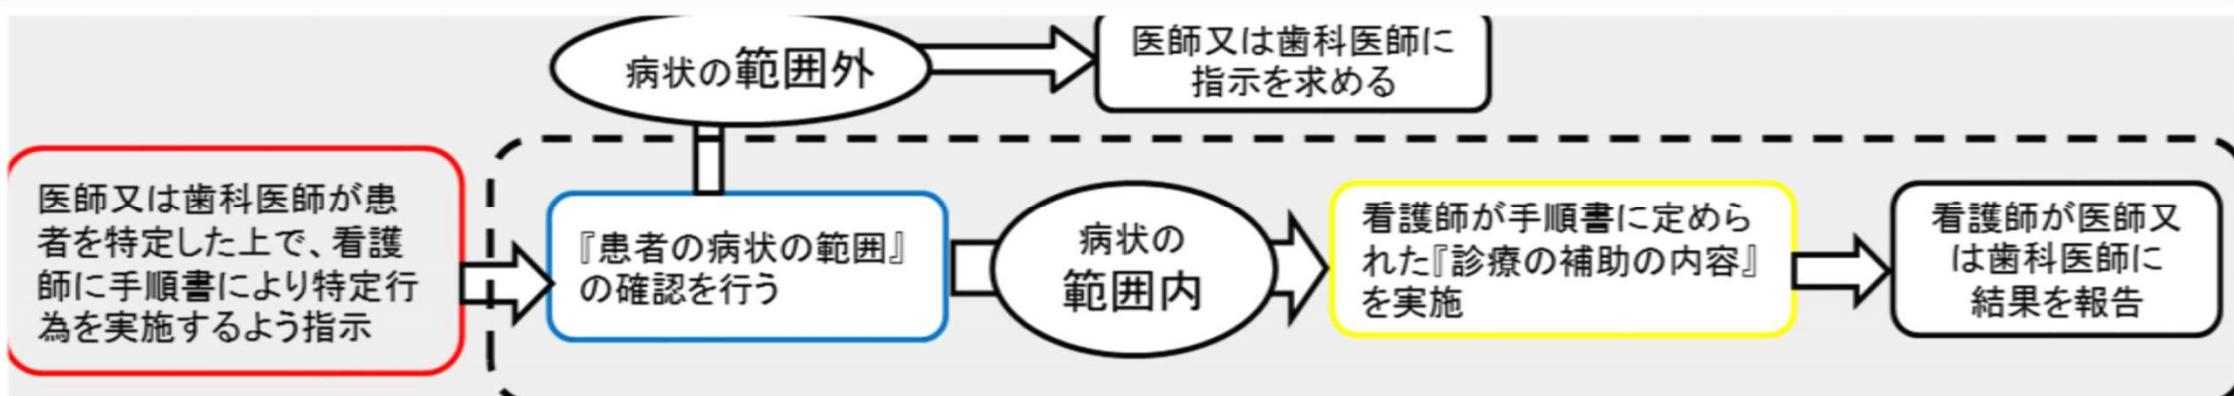 病状の範囲外
医師又は歯科医師に
指示を求める
医師又は歯科医師が患
者を特定した上で、看護
師に手順書により特定行
為を実施するよう指示
『患者の病状の範囲』
の確認を行う
病状の
範囲内
看護師が手順書に定めら
れた『診療の補助の内容』
を実施
看護師が医師又
は歯科医師に
結果を報告